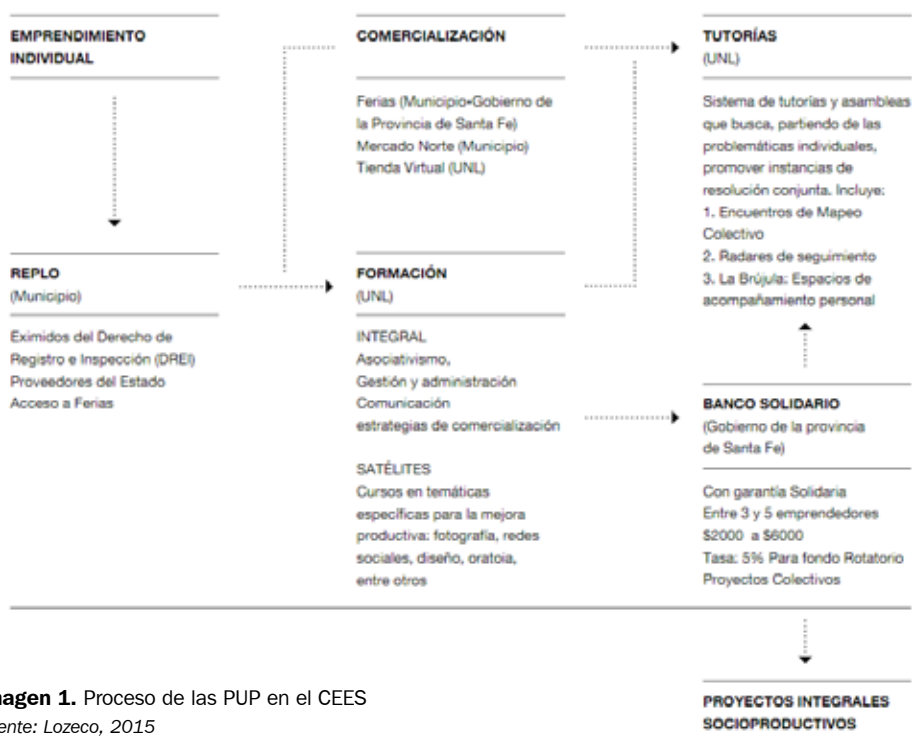 EMPRENDIMIENTO
INDIVIDUAL
REPLO
(Municipio)
Eximidos del Derecho de
Registro e Inspección (DREI)
Proveedores del Estado
Acceso a Ferias
COMERCIALIZACIÓN
Ferias (Municipio-Gobierno de
la Provincia de Santa Fe)
Mercado Norte (Municipio)
Tienda Virtual (UNL)
FORMACIÓN
(UNL)
INTEGRAL
Asociativismo,
Gestión y administración
Comunicación
estrategias de comercialización
SATÉLITES
Cursos en temáticas
específicas para la mejora
productiva: fotografía, redes
sociales, diseño, oratoia,
entre otros
TUTORÍAS
(UNL)
Sistema de tutorías y asambleas
que busca, partiendo de las
problemáticas individuales,
promover instancias de
resolución conjunta. Incluye:
1. Encuentros de Mapeo
Colectivo
2. Radares de seguimiento
3. La Brújula: Espacios de
acompañamiento personal
BANCO SOLIDARIO
(Gobierno de la provincia
de Santa Fe)
Con garantía Solidaria
Entre 3 y 5 emprendedores
$2000 a $6000
Tasa: 5% Para fondo Rotatorio
Proyectos Colectivos
PROYECTOS INTEGRALES
SOCIOPRODUCTIVOS
magen 1. Proceso de las PUP en el CEES
ente: Lozeco, 2015